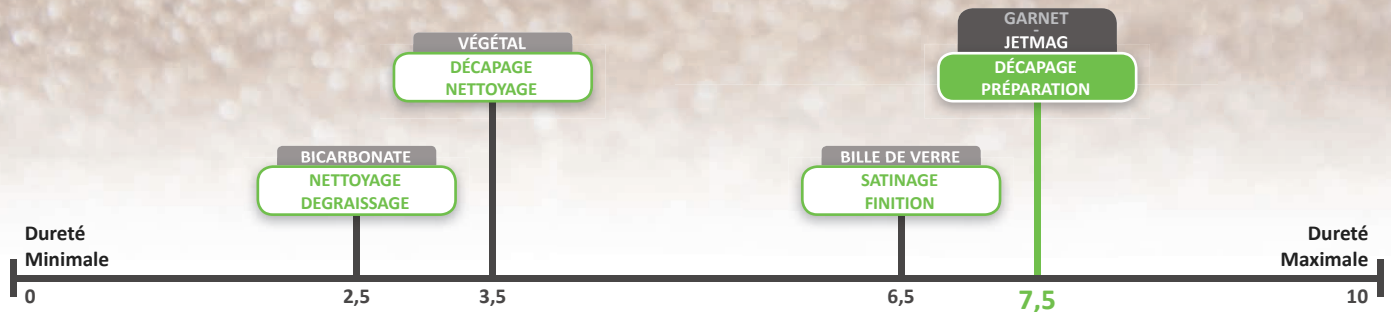 GARNET
-
JETMAG
DÉCAPAGE
PRÉPARATION
VÉGÉTAL
DÉCAPAGE
NETTOYAGE
BICARBONATE
NETTOYAGE
DEGRAISSAGE
BILLE DE VERRE
SATINAGE
FINITION
Dureté
Minimale
Dureté
Maximale
0
2,5
3,5
6,5
7,5
10